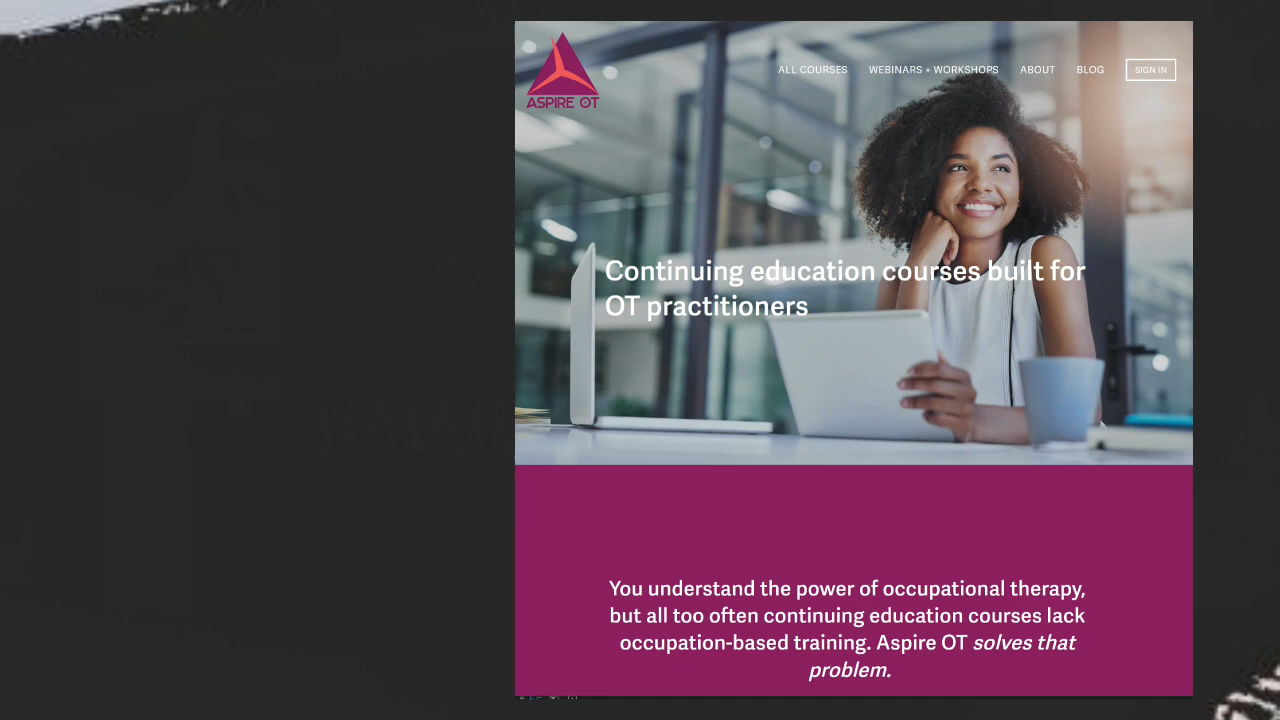 ALL COURSES WEBINARS + WORKSHOPS ABOUT BLOG SIGN IN
ASPIRE OT
Continuing education courses built for
OT practitioners
You understand the power of occupational therapy,
but all too often continuing education courses lack
occupation-based training. Aspire OT solves that
problem.